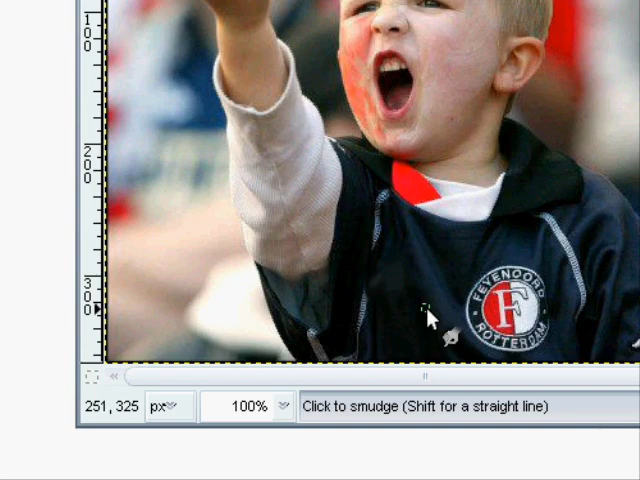 100
200
300
FEYENOORD
F
ROTTERDAM
251, 325 px 100% Click to smudge (Shift for a straight line)